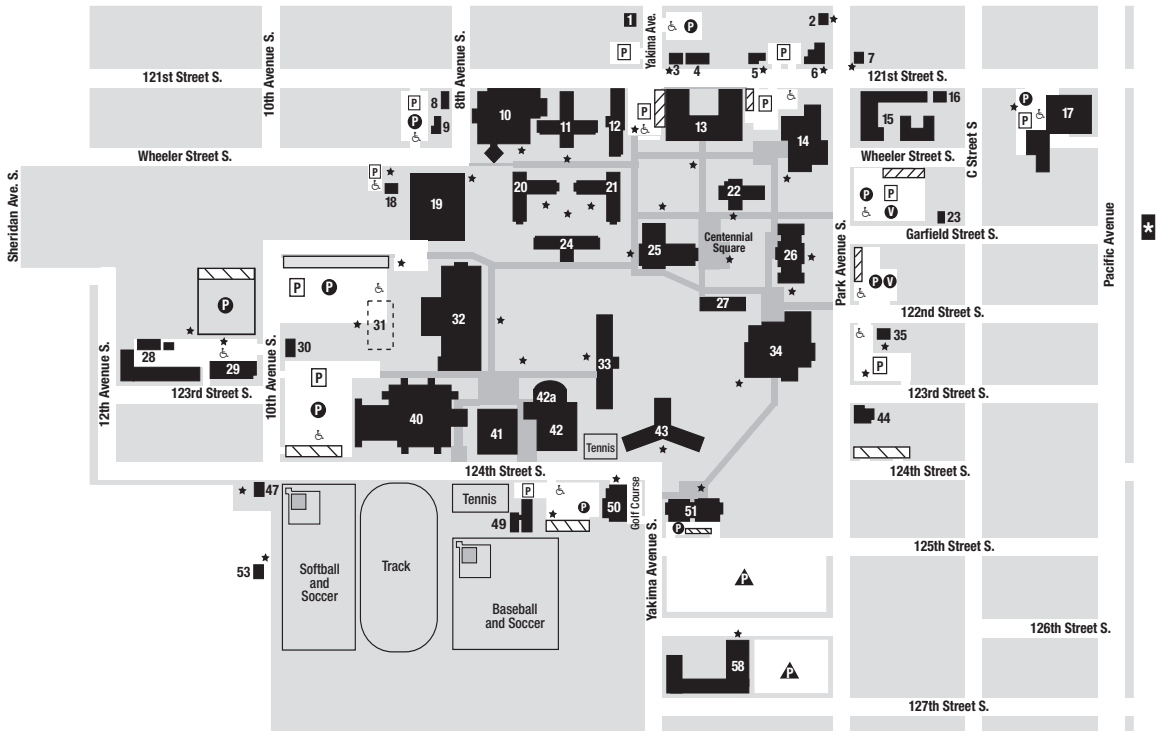 1
2
Yakima Ave.
P
P
P
3
4
5
6
7
121st Street S.
121st Street S.
10th Avenue S.
8th Avenue S.
P
P
8
9
10
11
12
P
13
P
14
15
16
P
P
17
Wheeler Street S.
Wheeler Street S.
C Street S
Sheridan Ave. S.
P
18
19
20
21
22
P
P
V
23
Garfield Street S.
Pacific Avenue
*
24
25
Centennial
Square
26
Park Avenue S.
P
V
P
P
P
27
122nd Street S.
31
32
28
29
30
33
34
35
P
12th Avenue S.
10th Avenue S.
123rd Street S.
123rd Street S.
P
P
40
41
42a
42
43
44
Tennis
124th Street S.
124th Street S.
47
Tennis
P
49
P
50
Golf Course
51
P
125th Street S.
53
Softball
and
Soccer
Track
Baseball
and Soccer
Yakima Avenue S.
P
126th Street S.
58
P
127th Street S.